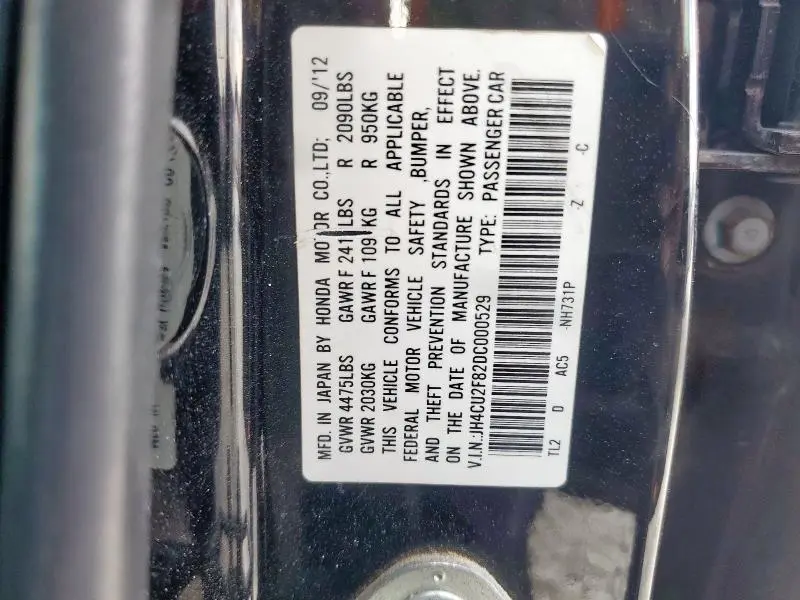 MFD. IN JAPAN BY HONDA MOTOR CO.,LTD; 09/'12
GVWR 4475LBS GAWR F 241 LBS R 2090LBS
GVWR 2030KG GAWR F 109 KG R 950KG
THIS VEHICLE CONFORMS TO ALL APPLICABLE
FEDERAL MOTOR VEHICLE SAFETY ,BUMPER,
AND THEFT PREVENTION STANDARDS IN EFFECT
ON THE DATE OF MANUFACTURE SHOWN ABOVE.
V.I.N.:JH4CU2F82DC000529 TYPE: PASSENGER CAR
TL2 D AC5 -NH731P -Z -C